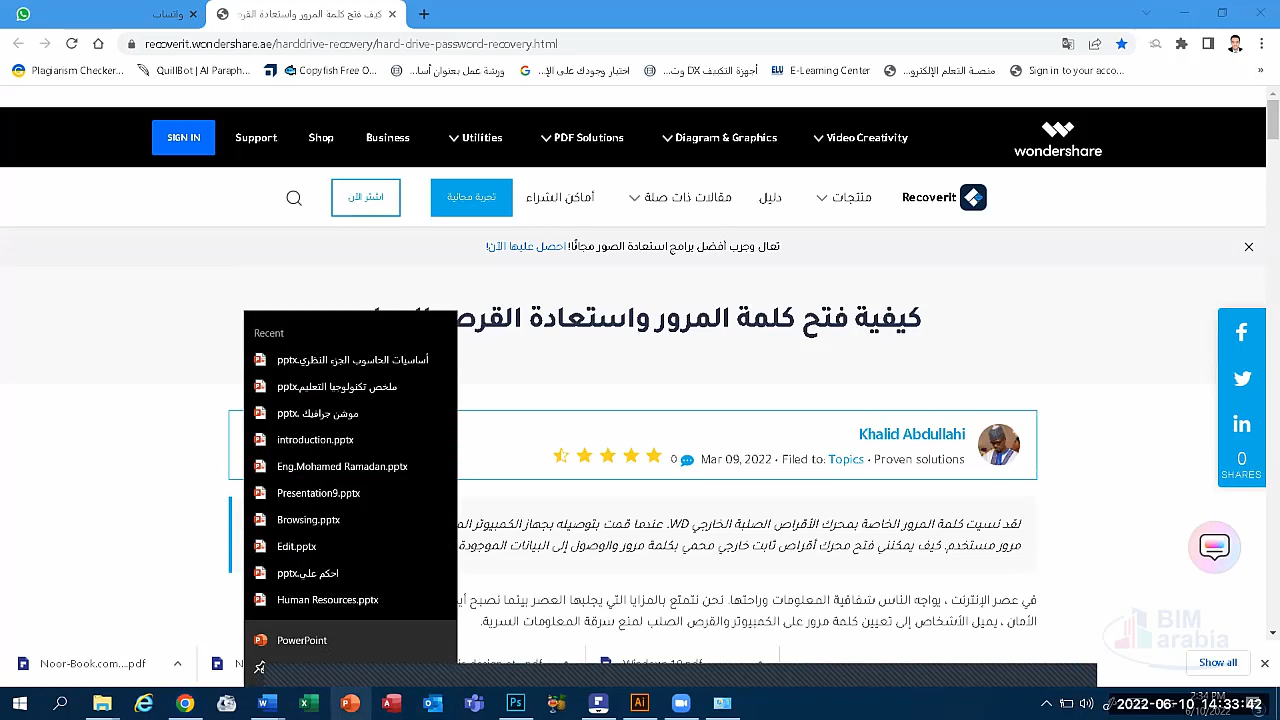 واتساب
كيف فتح كلمة المرور واستعادة القر
recoverit.wondershare.ae/harddrive-recovery/hard-drive-password-recovery.html
Plagiarism Checker... QuillBot | AI Paraph... Copyfish Free O... ورشة عمل بعنوان أسا... اختبار وجودك على الإ... أجهزة التكييف DX وت... E-Learning Center منصة التعلم الإلكترو... Sign in to your acco... »
SIGN IN Support Shop Business Utilities PDF Solutions Diagram & Graphics Video Creativity wondershare
اشتر الآن تجربة مجانية أماكن الشراء مقالات ذات صلة دليل منتجات Recoverit
تعال وجرب أفضل برامج استعادة الصور مجانًا! احصل عليها الآن!
كيفية فتح كلمة المرور واستعادة القرص
Khalid Abdullahi
0 Mar 09, 2022 • Filed to: Topics • Proven solutions
لقد نسيت كلمة المرور الخاصة بمحرك الأقراص الصلبة الخارجي WD. عندما قمت بتوصيله بجهاز الكمبيوتر
مرور مستخدم. كيف يمكنني فتح محرك أقراص ثابت خارجي محمي بكلمة مرور والوصول إلى البيانات الموجودة
في عصر الإنترنت ، يواجه الناس شفافية المعلومات وراحتها. نحن نتمتع بالمزايا التي يجلبها العصر بينما نصبح
الأمان ، يميل الأشخاص إلى تعيين كلمة مرور على الكمبيوتر والقرص الصلب لمنع سرقة المعلومات السرية.
0
SHARES
Recent
أساسيات الحاسوب الجزء النظري.pptx
ملخص تكنولوجيا التعليم.pptx
موشن جرافيك .pptx
introduction.pptx
Eng.Mohamed Ramadan.pptx
Presentation9.pptx
Browsing.pptx
Edit.pptx
احكم على.pptx
Human Resources.pptx
PowerPoint
BIM
arabia
Noor-Book.com...pdf
Show all
2022-06-10 14:33:42
2:34 PM
6/10/2022